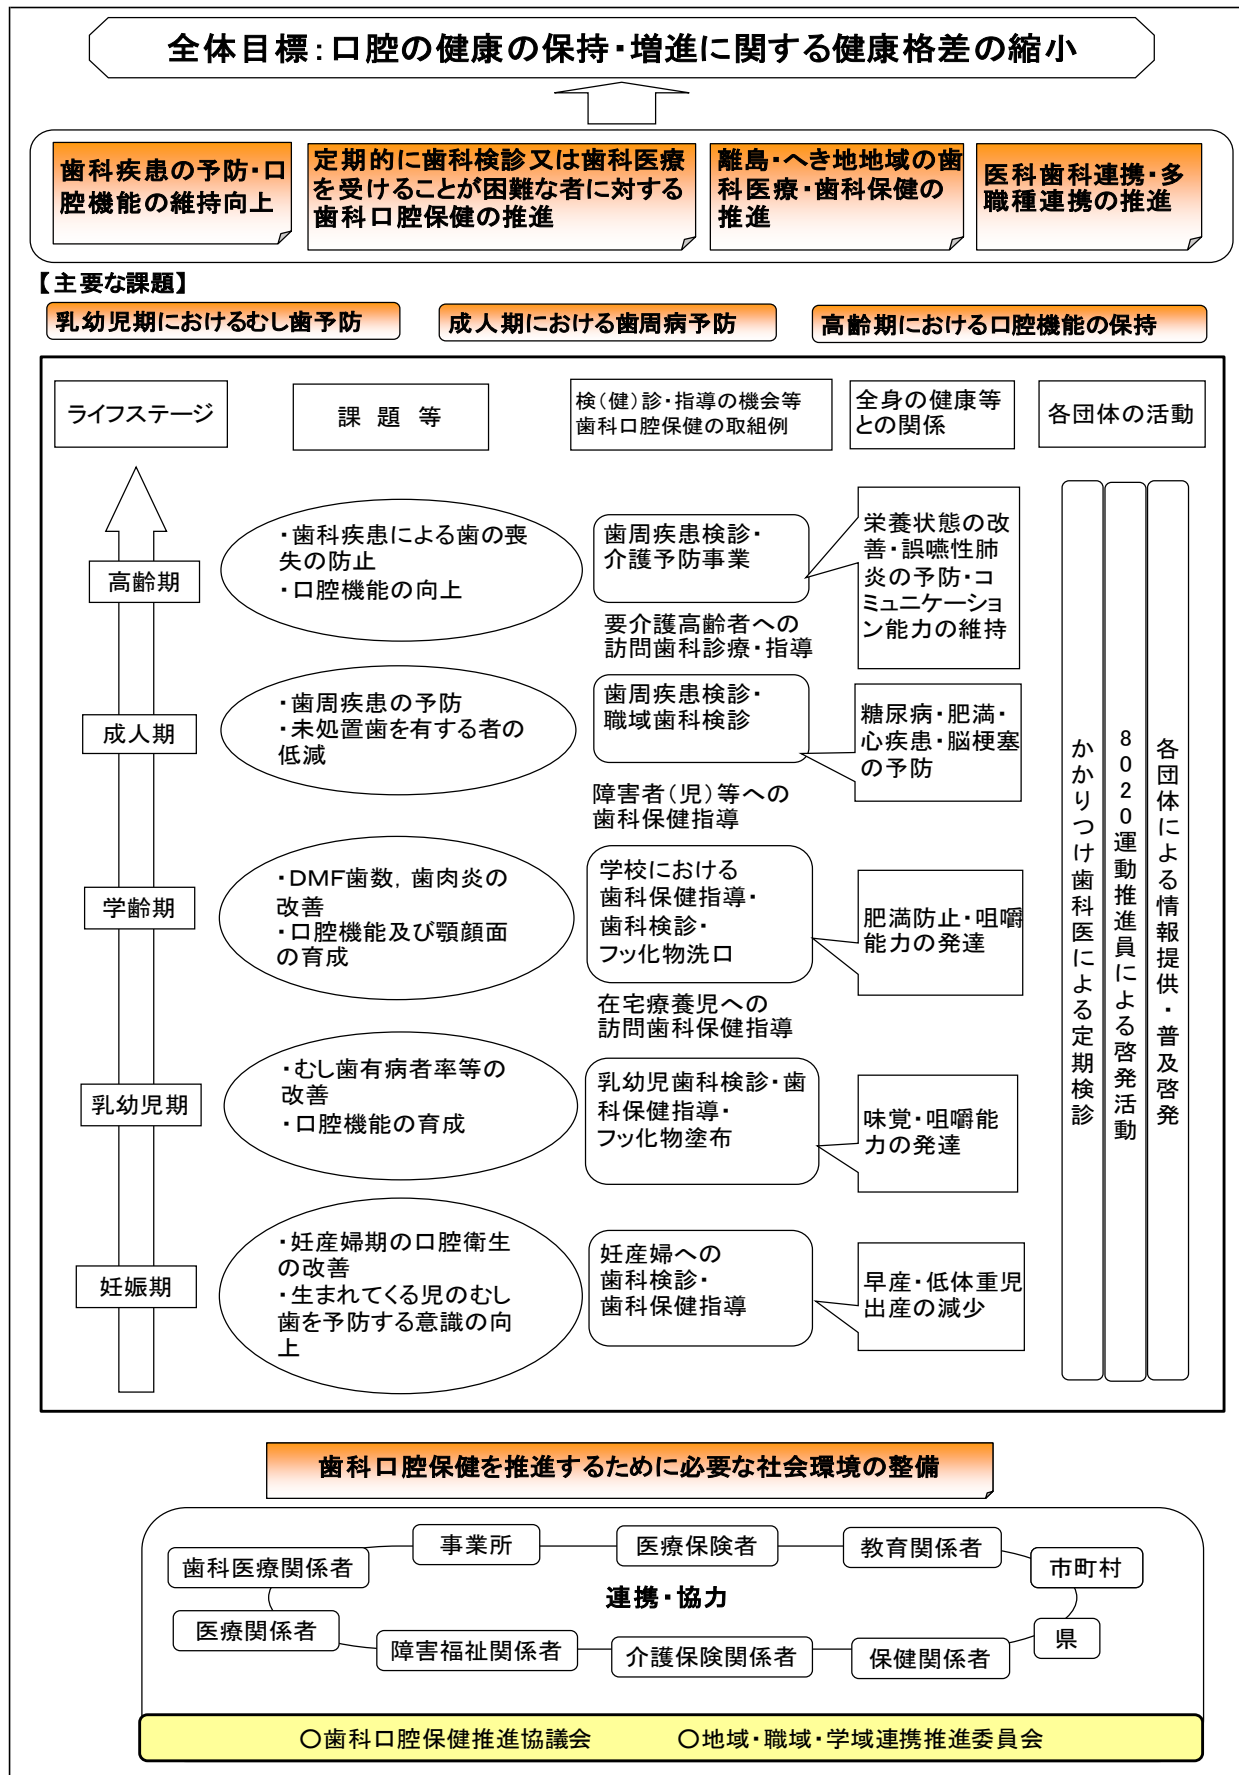 全体目標：口腔の健康の保持・増進に関する健康格差の縮小
歯科疾患の予防・口
腔機能の維持向上
定期的に歯科検診又は歯科医療
を受けることが困難な者に対する
歯科口腔保健の推進
離島・へき地地域の歯
科医療・歯科保健の
推進
医科歯科連携・多
職種連携の推進
【主要な課題】
乳幼児期におけるむし歯予防
成人期における歯周病予防
高齢期における口腔機能の保持
ライフステージ
課 題 等
検（健）診・指導の機会等
歯科口腔保健の取組例
全身の健康等
との関係
各団体の活動
高齢期
・歯科疾患による歯の喪
失の防止
・口腔機能の向上
歯周疾患検診・
介護予防事業
栄養状態の改
善・誤嚥性肺
炎の予防・コ
ミュニケーショ
ン能力の維持
要介護高齢者への
訪問歯科診療・指導
成人期
・歯周疾患の予防
・未処置歯を有する者の
低減
歯周疾患検診・
職域歯科検診
糖尿病・肥満・
心疾患・脳梗塞
の予防
障害者（児）等への
歯科保健指導
学齢期
・DMF歯数，歯肉炎の
改善
・口腔機能及び顎顔面
の育成
学校における
歯科保健指導・
歯科検診・
フッ化物洗口
肥満防止・咀嚼
能力の発達
在宅療養児への
訪問歯科保健指導
乳幼児期
・むし歯有病者率等の
改善
・口腔機能の育成
乳幼児歯科検診・歯
科保健指導・
フッ化物塗布
味覚・咀嚼能
力の発達
妊娠期
・妊産婦期の口腔衛生
の改善
・生まれてくる児のむし
歯を予防する意識の向
上
妊産婦への
歯科検診・
歯科保健指導
早産・低体重児
出産の減少
かかりつけ歯科医による定期検診
8020運動推進員による啓発活動
各団体による情報提供・普及啓発
歯科口腔保健を推進するために必要な社会環境の整備
歯科医療関係者
事業所
医療保険者
教育関係者
市町村
連携・協力
医療関係者
障害福祉関係者
介護保険関係者
保健関係者
県
○歯科口腔保健推進協議会
○地域・職域・学域連携推進委員会